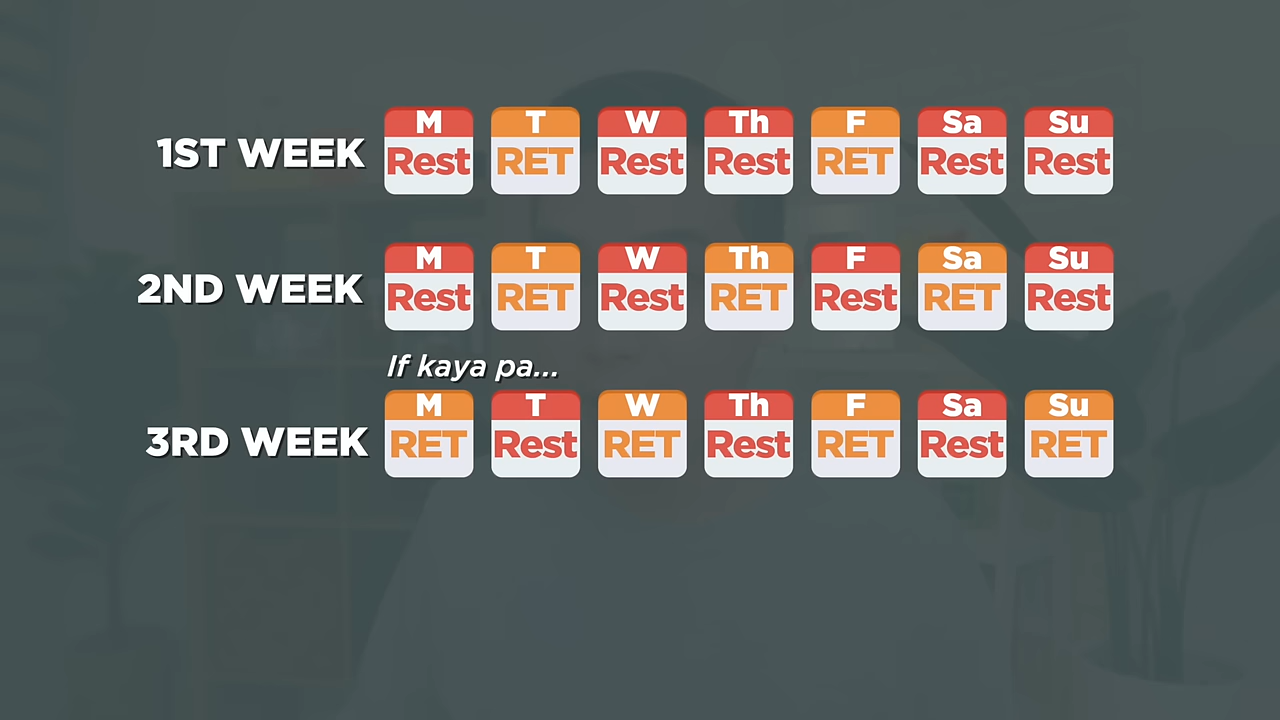 M T W Th F Sa Su
1ST WEEK Rest RET Rest Rest RET Rest Rest
M T W Th F Sa Su
2ND WEEK Rest RET Rest RET Rest RET Rest
If kaya pa...
M T W Th F Sa Su
3RD WEEK RET Rest RET Rest RET Rest RET